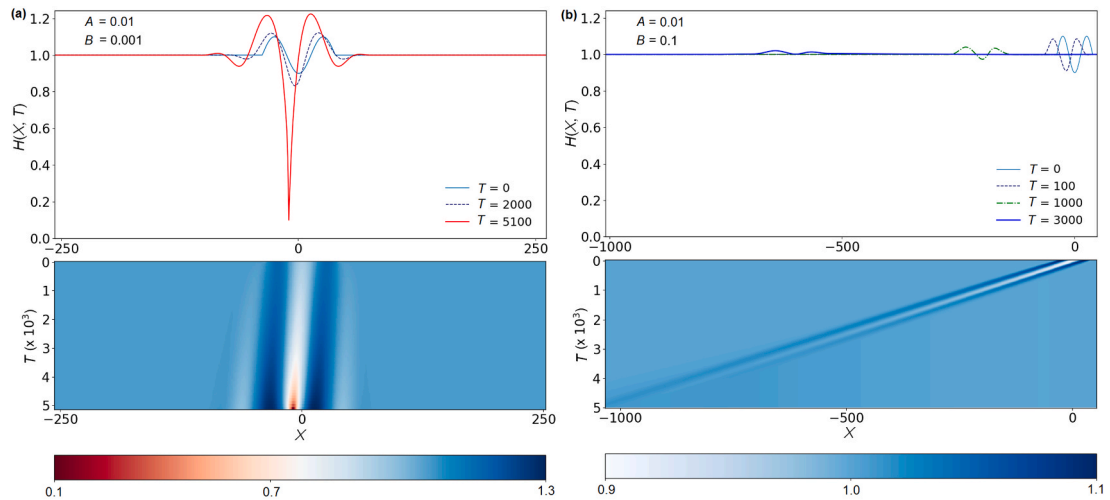 (a)
A = 0.01
B = 0.001
H(X, T)
1.2
1.0
0.8
0.6
0.4
0.2
0.0
T = 0
T = 2000
T = 5100
−250
0
250
T (x 10³)
0
1
2
3
4
5
−250
0
250
X
0.1
0.7
1.3
(b)
A = 0.01
B = 0.1
H(X, T)
1.2
1.0
0.8
0.6
0.4
0.2
0.0
T = 0
T = 100
T = 1000
T = 3000
−1000
−500
0
T (x 10³)
0
1
2
3
4
5
−1000
−500
0
X
0.9
1.0
1.1